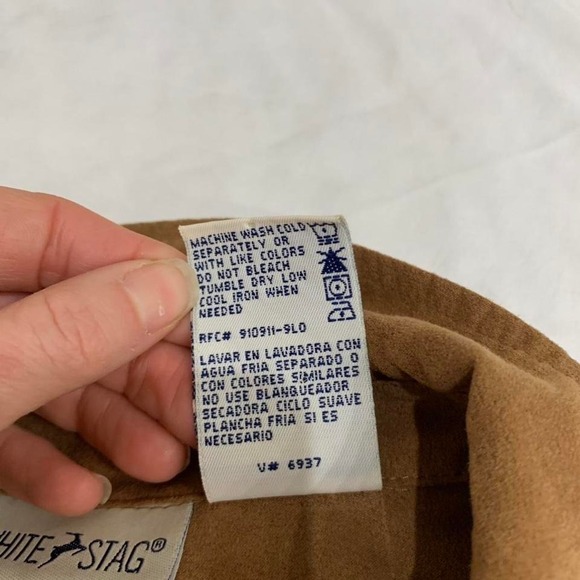 MACHINE WASH COLD
SEPARATELY OR
WITH LIKE COLORS
DO NOT BLEACH
TUMBLE DRY LOW
COOL IRON WHEN
NEEDED
RFC# 910911-9L0
LAVAR EN LAVADORA CON
AGUA FRIA SEPARADO O
CON COLORES SIMILARES
NO USE BLANQUEADOR
SECADORA CICLO SUAVE
PLANCHA FRIA SI ES
NECESARIO
V# 6937
WHITE STAG®